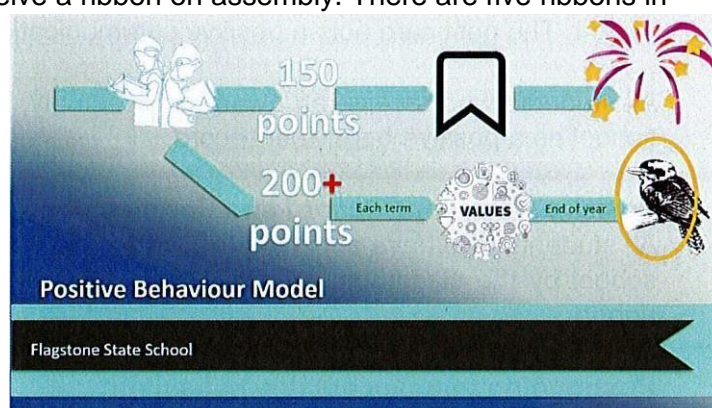 eive a ribbon on assembly. There are five ribbons in
150
points
200+
points
Each term
VALUES
End of year
Positive Behaviour Model
Flagstone State School